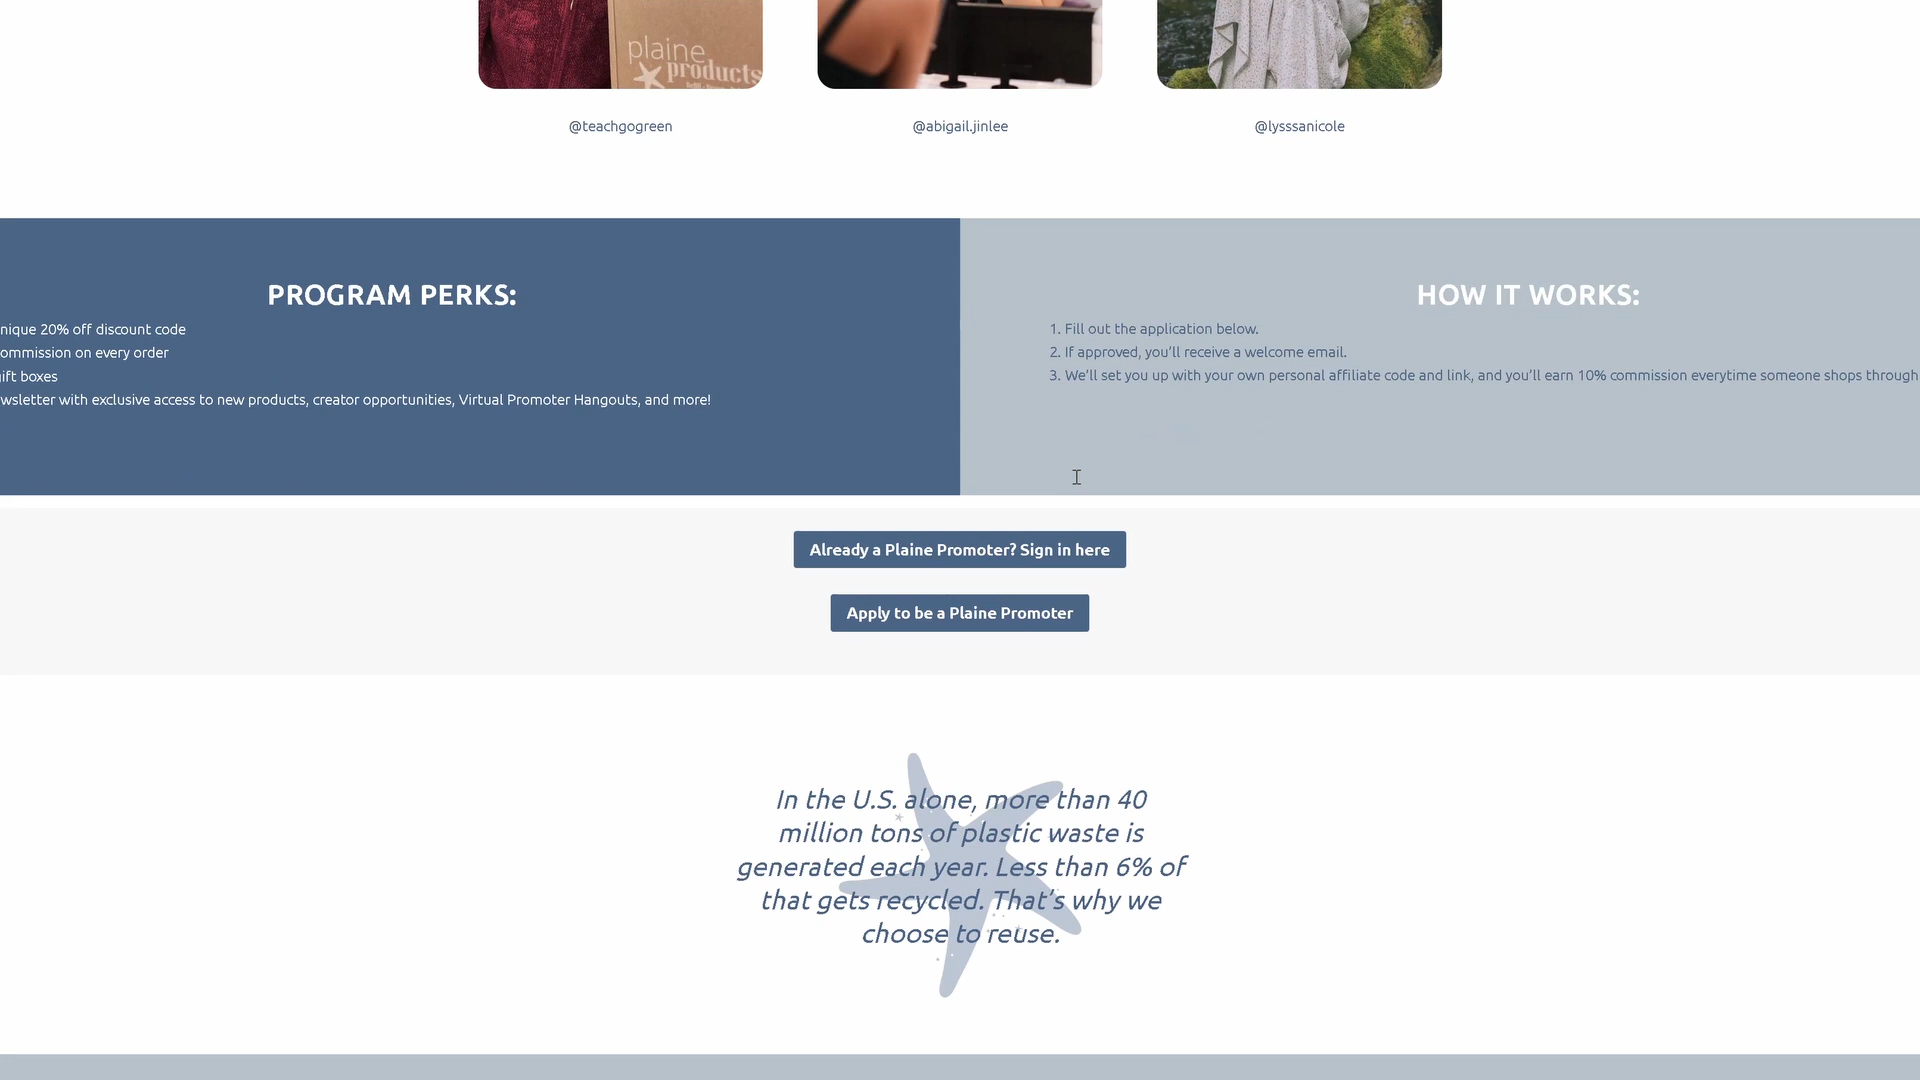 plaine
products
@teachgogreen
@abigail.jinlee
@lysssanicole
PROGRAM PERKS:
20% off discount code
on every order
boxes
with exclusive access to new products, creator opportunities, Virtual Promoter Hangouts, and more!
HOW IT WORKS:
1. Fill out the application below.
2. If approved, you'll receive a welcome email.
3. We'll set you up with your own personal affiliate code and link, and you'll earn 10% commission everytime someone shops through
Already a Plaine Promoter? Sign in here
Apply to be a Plaine Promoter
In the U.S. alone, more than 40
million tons of plastic waste is
generated each year. Less than 6% of
that gets recycled. That's why we
choose to reuse.